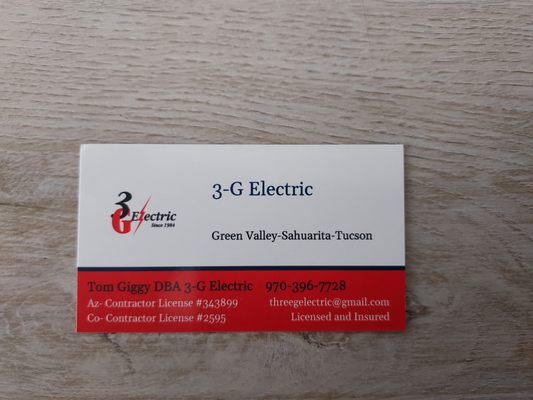 3-G Electric
3
G Electric
Since 1984
Green Valley-Sahuarita-Tucson
Tom Giggy DBA 3-G Electric 970-396-7728
Az- Contractor License #343899 threegelectric@gmail.com
Co- Contractor License #2595 Licensed and Insured